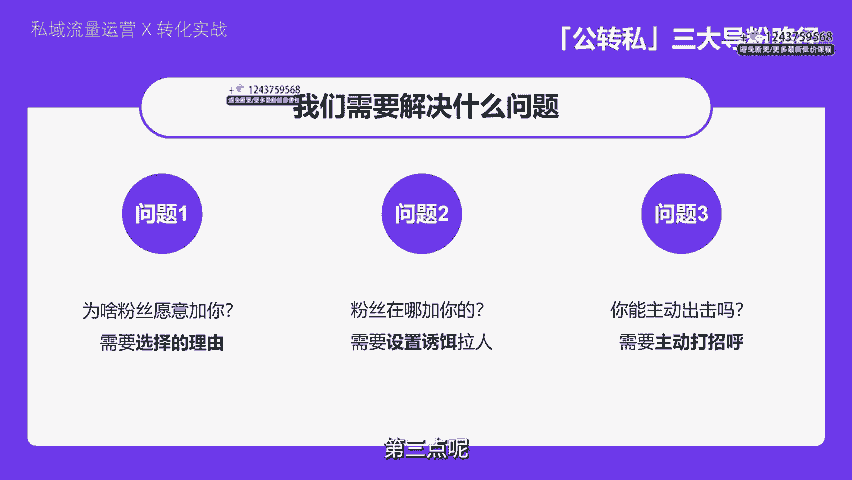 私域流量运营 X 转化实战
「公转私」三大导粉路径
+ 1243759568
+ 1243759568
我们需要解决什么问题
问题1
问题2
问题3
为啥粉丝愿意加你?
需要选择的理由
粉丝在哪加你的?
需要设置诱饵拉人
你能主动出击吗?
需要主动打招呼
第三点呢